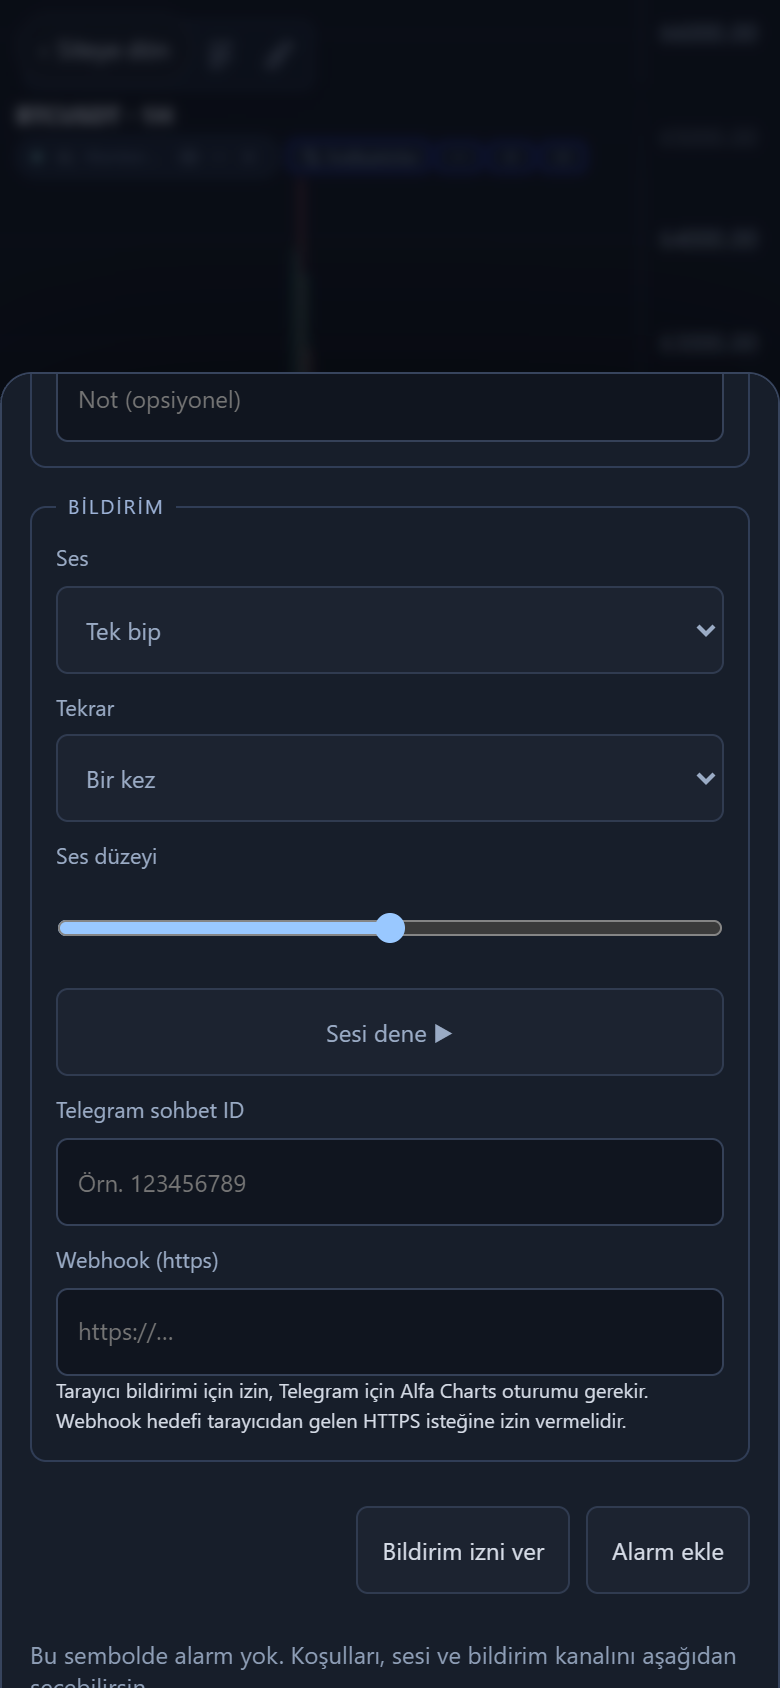 Not (opsiyonel)
BİLDİRİM
Ses
Tek bip
Tekrar
Bir kez
Ses düzeyi
Sesi dene ▶
Telegram sohbet ID
Örn. 123456789
Webhook (https)
https://...
Tarayıcı bildirimi için izin, Telegram için Alfa Charts oturumu gerekir.
Webhook hedefi tarayıcıdan gelen HTTPS isteğine izin vermelidir.
Bildirim izni ver
Alarm ekle
Bu sembolde alarm yok. Koşulları, sesi ve bildirim kanalını aşağıdan
seçebilirsin.